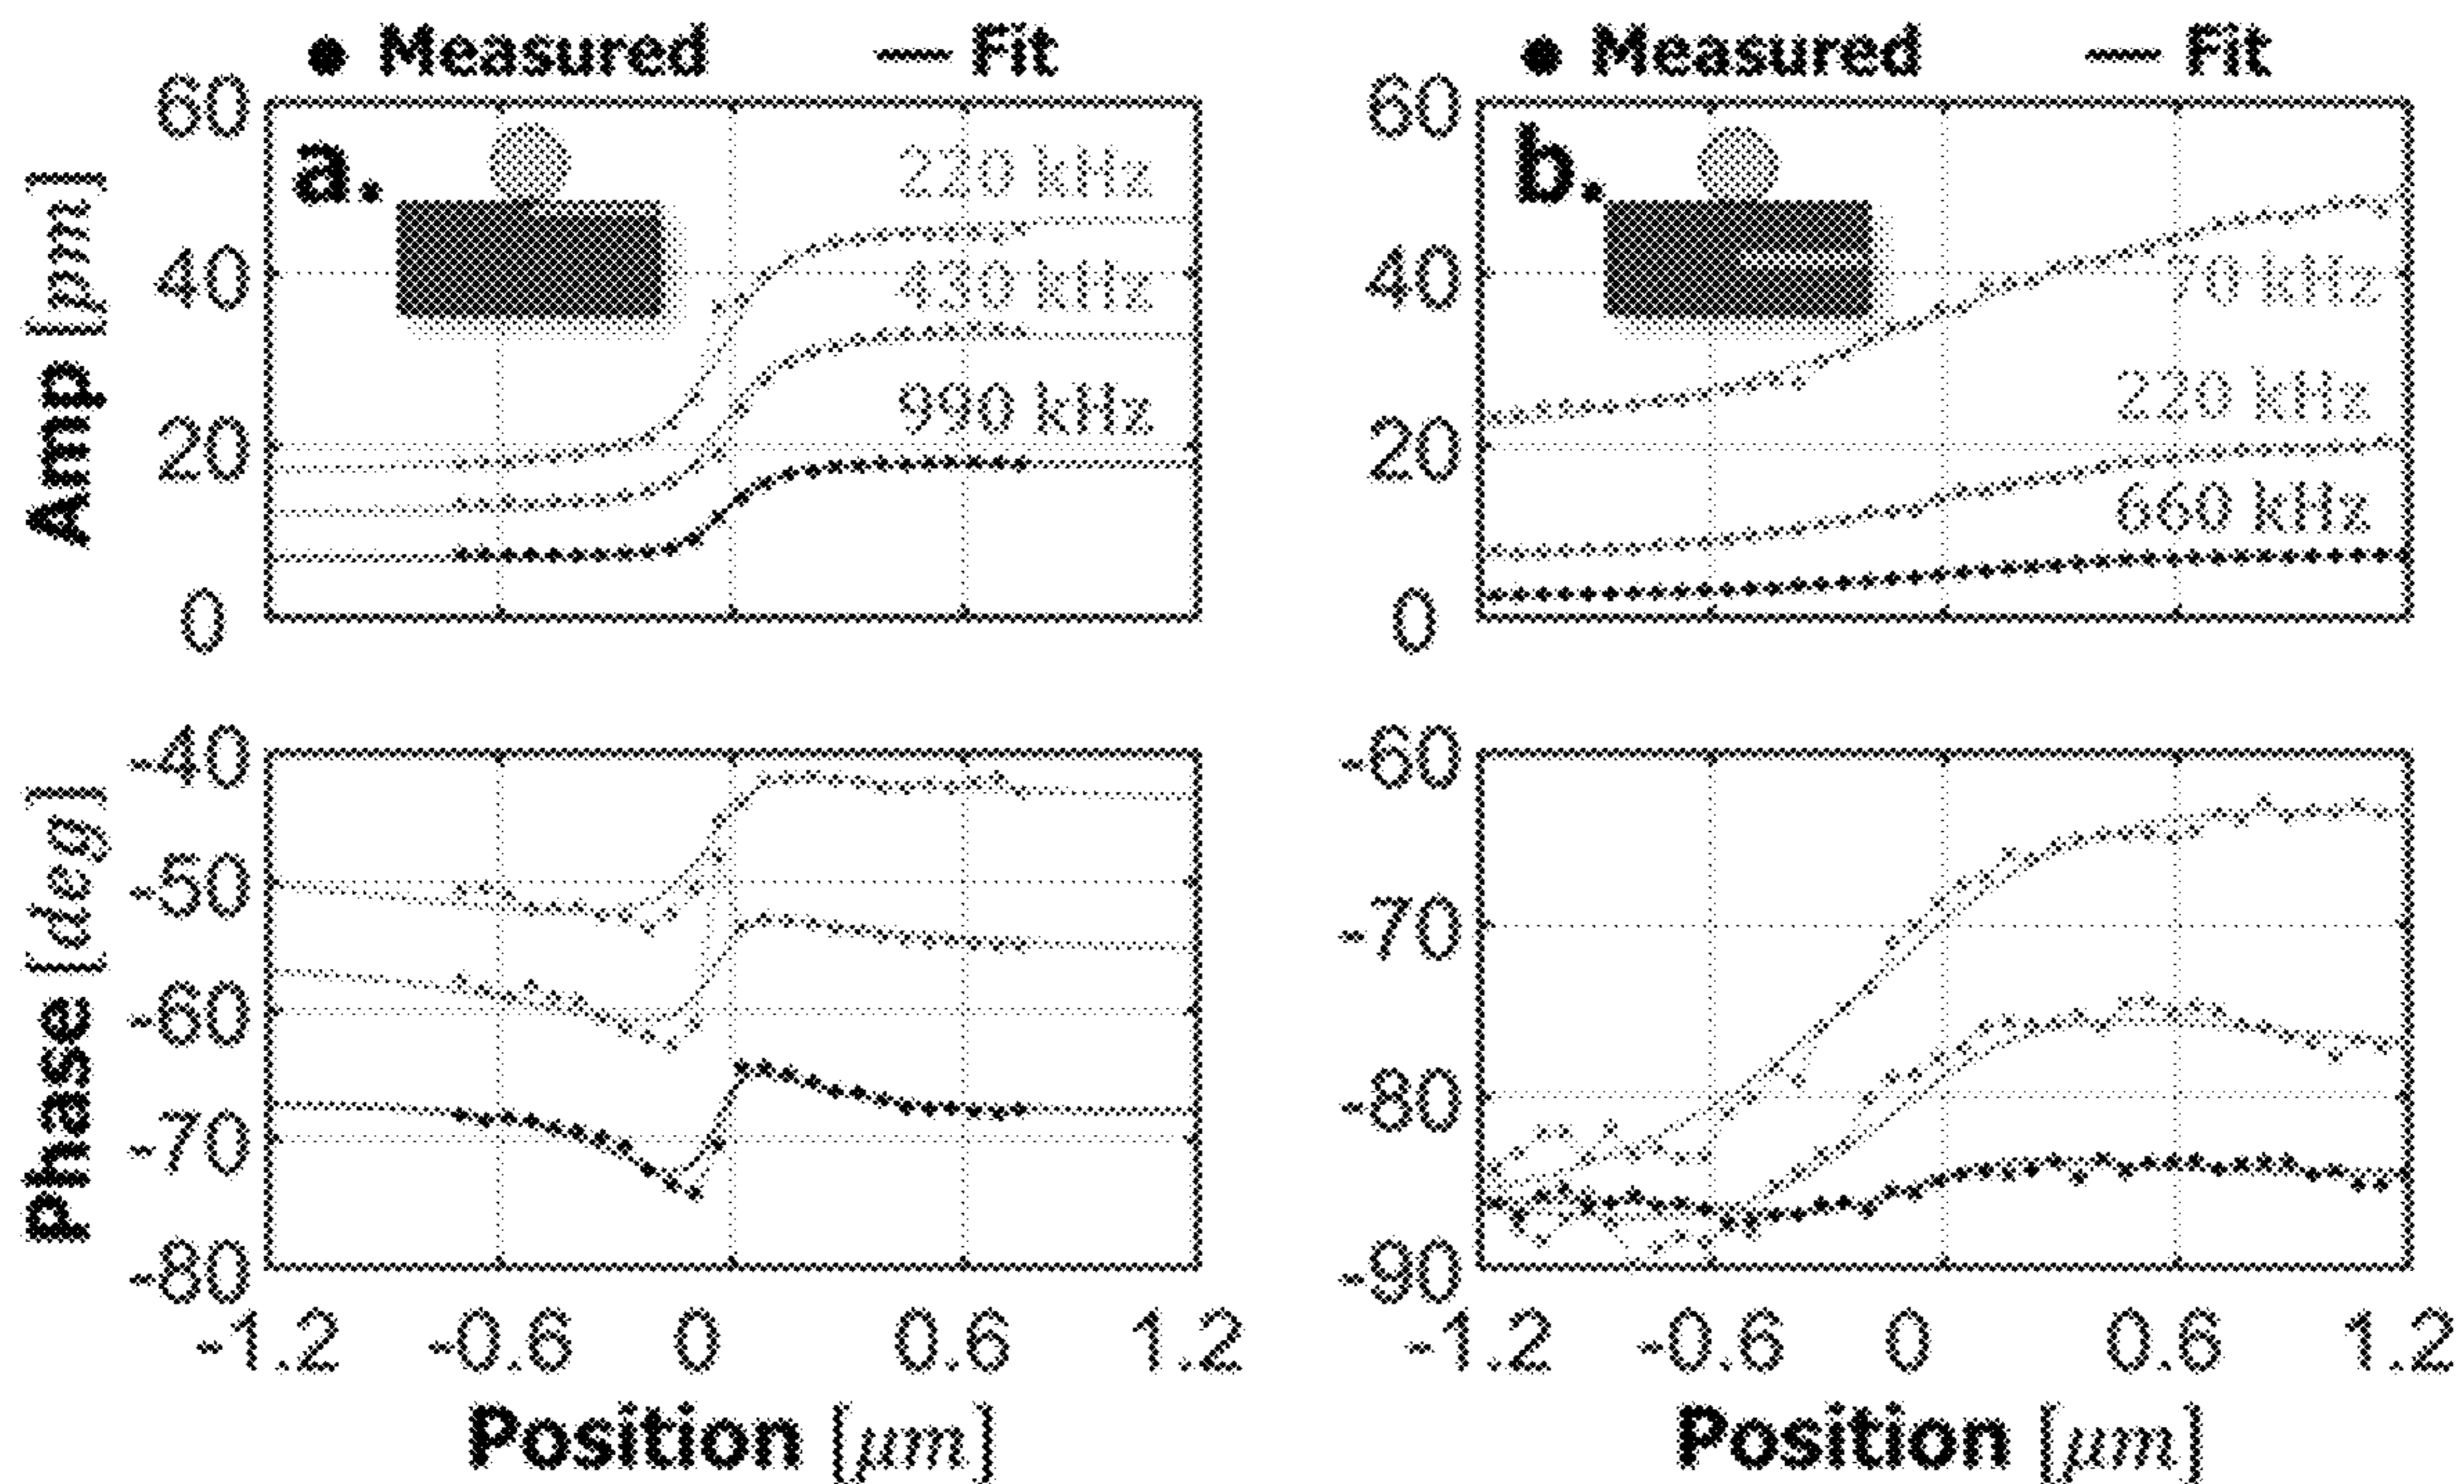 ● Measured — Fit
a.
Amp [pm]
60
40
20
0
220 kHz
430 kHz
990 kHz
Phase [deg]
-40
-50
-60
-70
-80
-1.2 -0.6 0 0.6 1.2
Position [μm]
● Measured — Fit
b.
60
40
20
0
70 kHz
220 kHz
660 kHz
-60
-70
-80
-90
-1.2 -0.6 0 0.6 1.2
Position [μm]